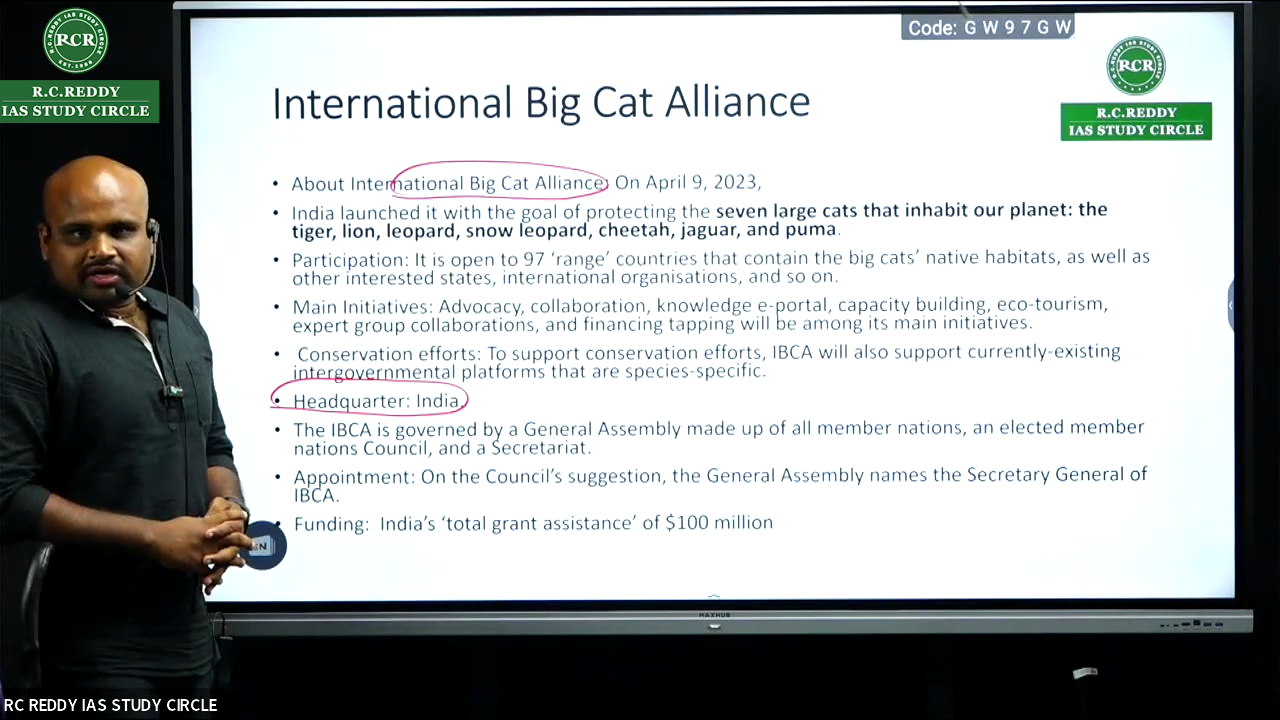 RCR
R.C.REDDY
IAS STUDY CIRCLE
Code: G W 9 7 G W
RCR
R.C.REDDY
IAS STUDY CIRCLE
International Big Cat Alliance
• About International Big Cat Alliance: On April 9, 2023,
• India launched it with the goal of protecting the seven large cats that inhabit our planet: the
tiger, lion, leopard, snow leopard, cheetah, jaguar, and puma.
• Participation: It is open to 97 ‘range’ countries that contain the big cats’ native habitats, as well as
other interested states, international organisations, and so on.
• Main Initiatives: Advocacy, collaboration, knowledge e-portal, capacity building, eco-tourism,
expert group collaborations, and financing tapping will be among its main initiatives.
• Conservation efforts: To support conservation efforts, IBCA will also support currently-existing
intergovernmental platforms that are species-specific.
• Headquarter: India.
• The IBCA is governed by a General Assembly made up of all member nations, an elected member
nations Council, and a Secretariat.
• Appointment: On the Council’s suggestion, the General Assembly names the Secretary General of
IBCA.
• Funding: India’s ‘total grant assistance’ of $100 million
MAXHUB
RC REDDY IAS STUDY CIRCLE